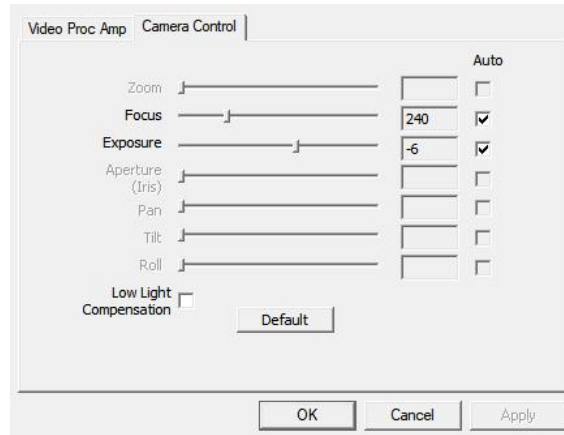 Video Proc Amp Camera Control
Auto
Zoom
Focus 240
Exposure -6
Aperture
(Iris)
Pan
Tilt
Roll
Low Light
Compensation
Default
OK Cancel Apply